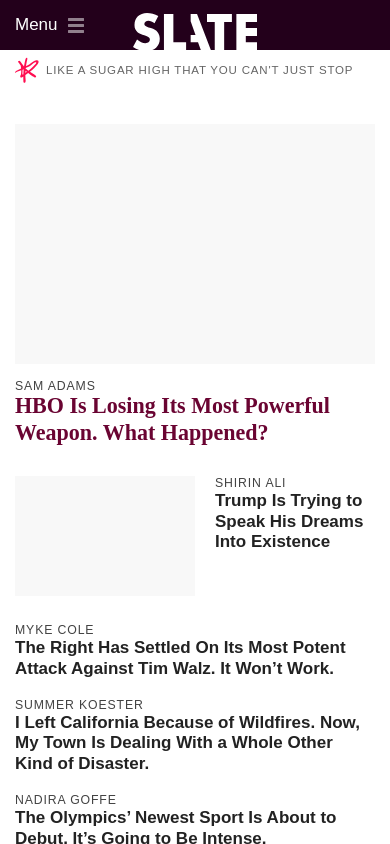 Menu
SLATE
LIKE A SUGAR HIGH THAT YOU CAN'T JUST STOP
SAM ADAMS
HBO Is Losing Its Most Powerful
Weapon. What Happened?
SHIRIN ALI
Trump Is Trying to
Speak His Dreams
Into Existence
MYKE COLE
The Right Has Settled On Its Most Potent
Attack Against Tim Walz. It Won’t Work.
SUMMER KOESTER
I Left California Because of Wildfires. Now,
My Town Is Dealing With a Whole Other
Kind of Disaster.
NADIRA GOFFE
The Olympics’ Newest Sport Is About to
Debut. It’s Going to Be Intense.